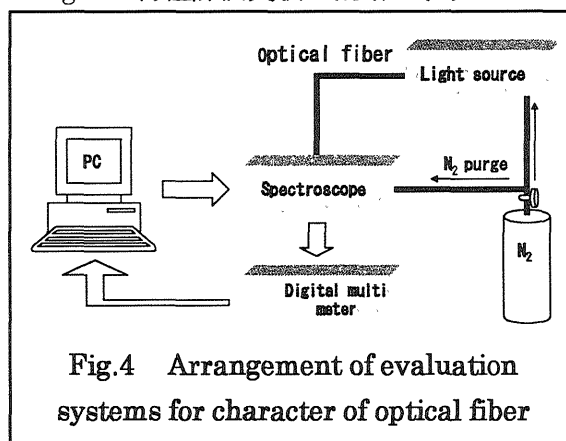 Optical fiber
Light source
PC
N₂ purge
Spectroscope
N₂
Digital multi
meter
Fig.4 Arrangement of evaluation
systems for character of optical fiber